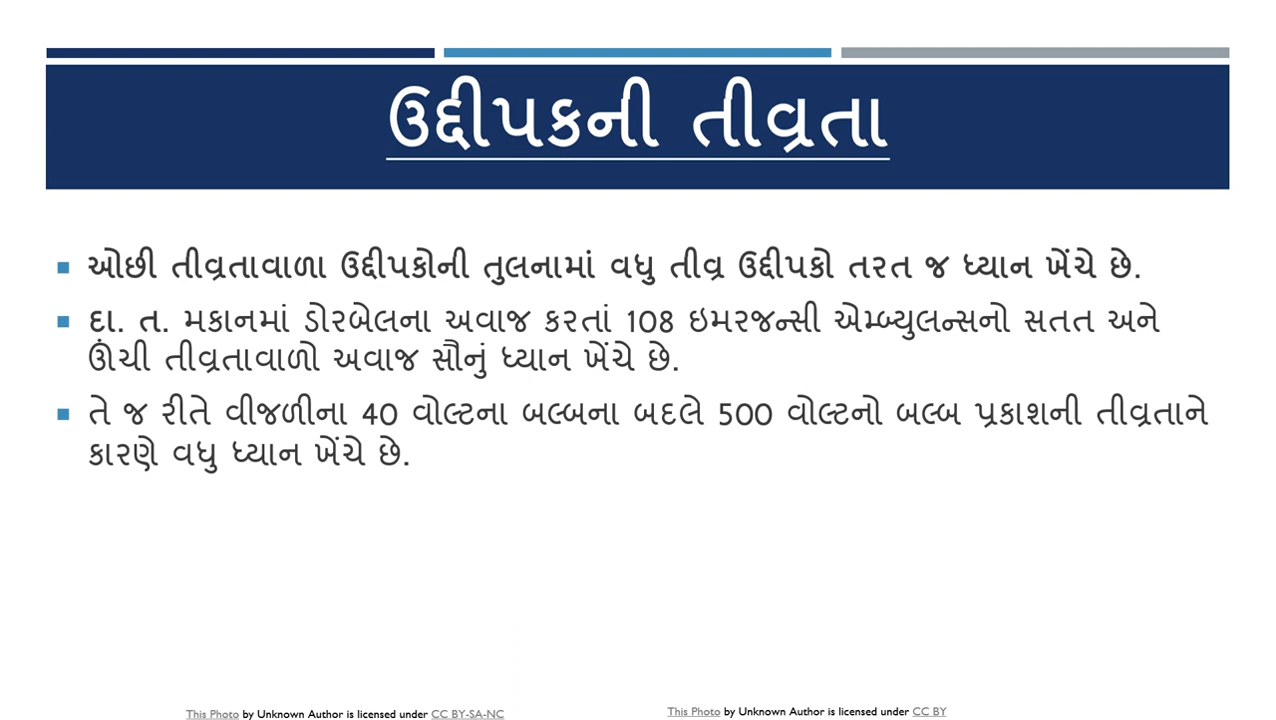 ઉદ્દીપકની તીવ્રતા
ઓછી તીવ્રતાવાળા ઉદ્દીપકોની તુલનામાં વધુ તીવ્ર ઉદ્દીપકો તરત જ ધ્યાન ખેંચે છે.
દા. ત. મકાનમાં ડોરબેલના અવાજ કરતાં 108 ઇમરજન્સી એમ્બ્યુલન્સનો સતત અને
ઊંચી તીવ્રતાવાળો અવાજ સૌનું ધ્યાન ખેંચે છે.
તે જ રીતે વીજળીના 40 વોલ્ટના બલ્બના બદલે 500 વોલ્ટનો બલ્બ પ્રકાશની તીવ્રતાને
કારણે વધુ ધ્યાન ખેંચે છે.
This Photo by Unknown Author is licensed under CC BY-SA-NC
This Photo by Unknown Author is licensed under CC BY